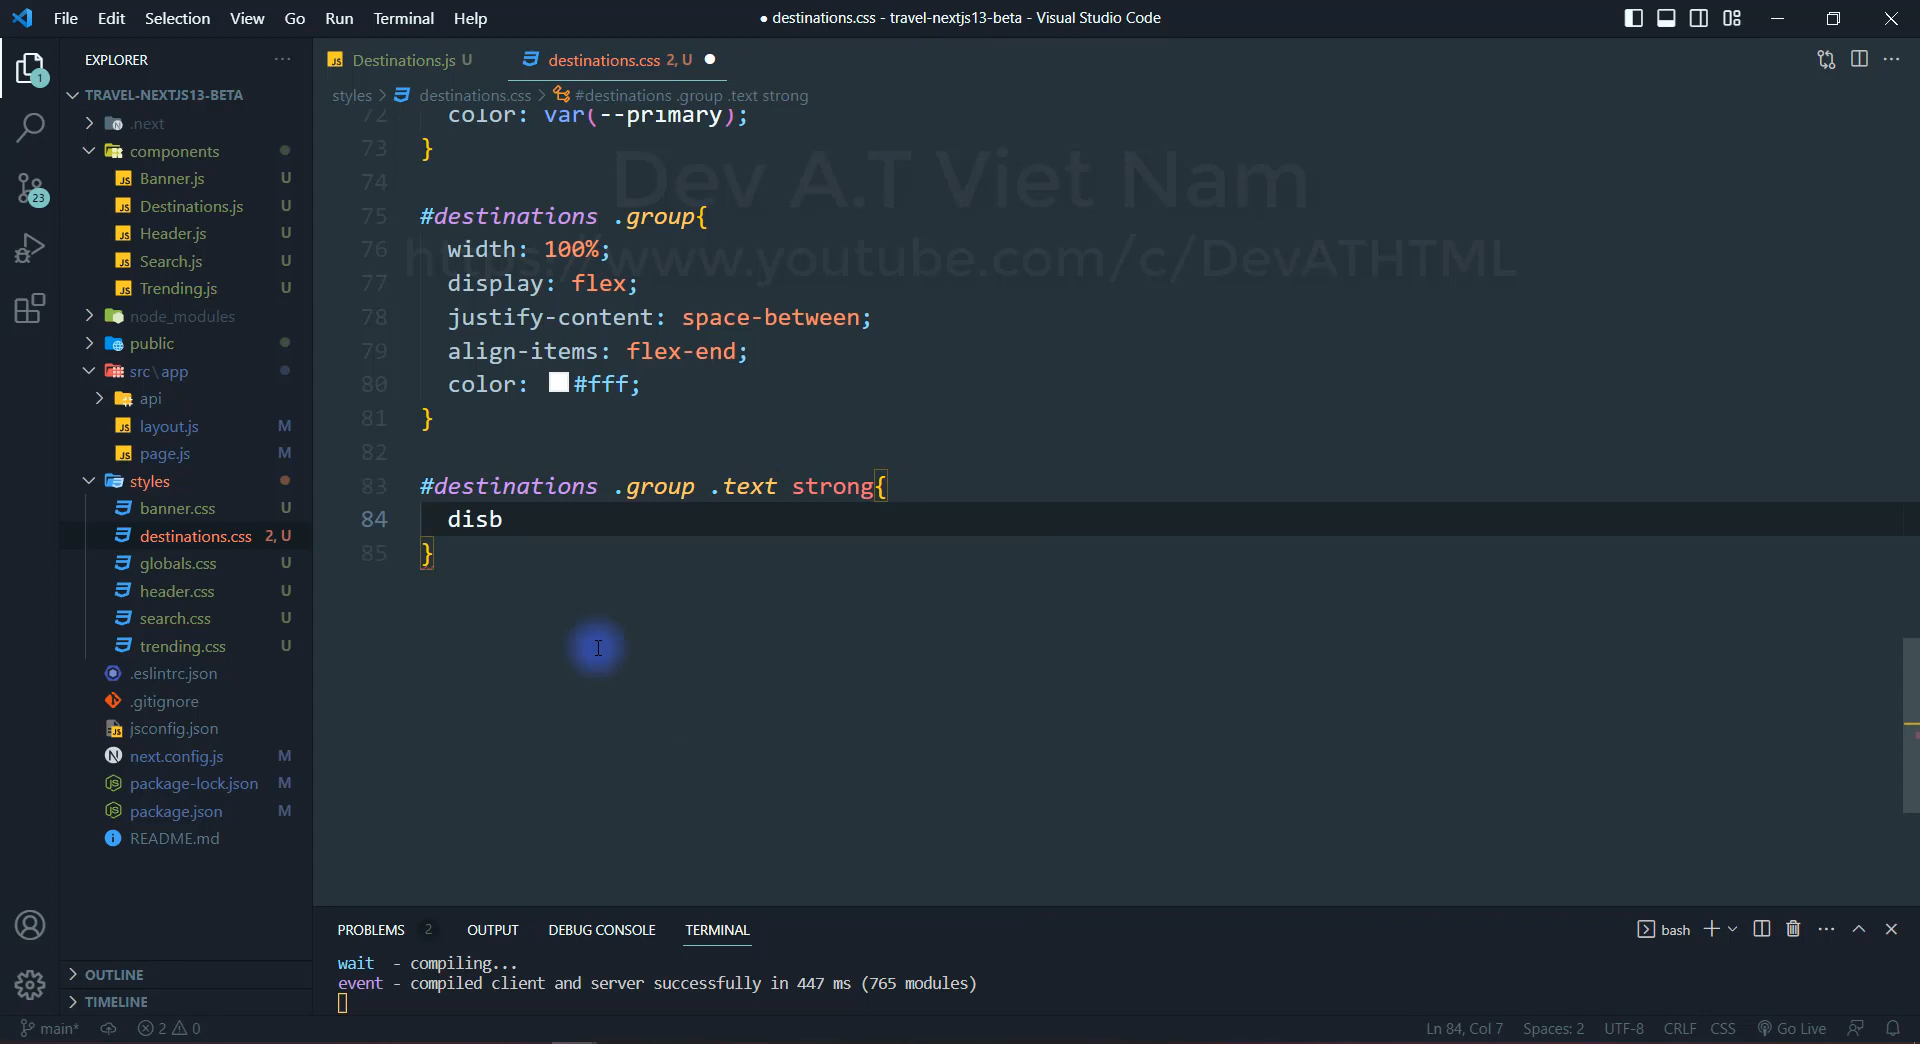 File Edit Selection View Go Run Terminal Help
● destinations.css - travel-nextjs13-beta - Visual Studio Code
EXPLORER
TRAVEL-NEXTJS13-BETA
.next
components
Banner.js U
Destinations.js U
Header.js U
Search.js U
Trending.js U
node_modules
public
src\app
api
layout.js M
page.js M
styles
banner.css U
destinations.css 2, U
globals.css U
header.css U
search.css U
trending.css U
.eslintrc.json
.gitignore
jsconfig.json
next.config.js M
package-lock.json M
package.json M
README.md
OUTLINE
TIMELINE
1
23
Destinations.js U
destinations.css 2, U
styles > destinations.css > #destinations .group .text strong
72 color: var(--primary);
73 }
74
75 #destinations .group{
76 width: 100%;
77 display: flex;
78 justify-content: space-between;
79 align-items: flex-end;
80 color: #fff;
81 }
82
83 #destinations .group .text strong{
84 disb
85 }
Dev A.T Viet Nam
https://www.youtube.com/c/DevATHTML
PROBLEMS 2 OUTPUT DEBUG CONSOLE TERMINAL
bash
wait - compiling...
event - compiled client and server successfully in 447 ms (765 modules)
main* 2 0
Ln 84, Col 7 Spaces: 2 UTF-8 CRLF CSS Go Live